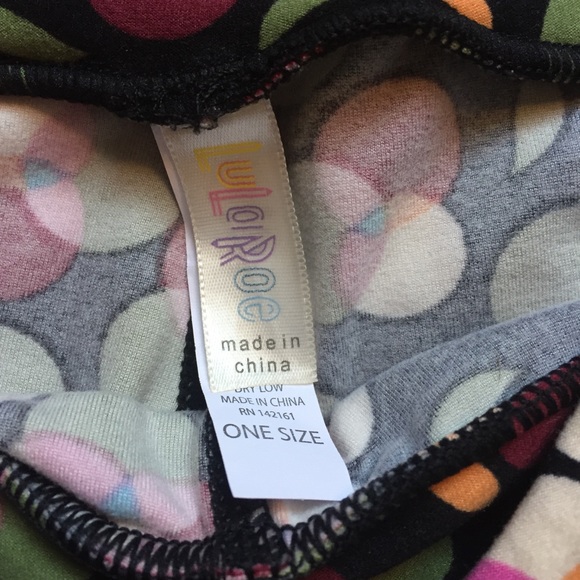 LuLaRoe
made in
china
DRY LOW
MADE IN CHINA
RN 142161
ONE SIZE